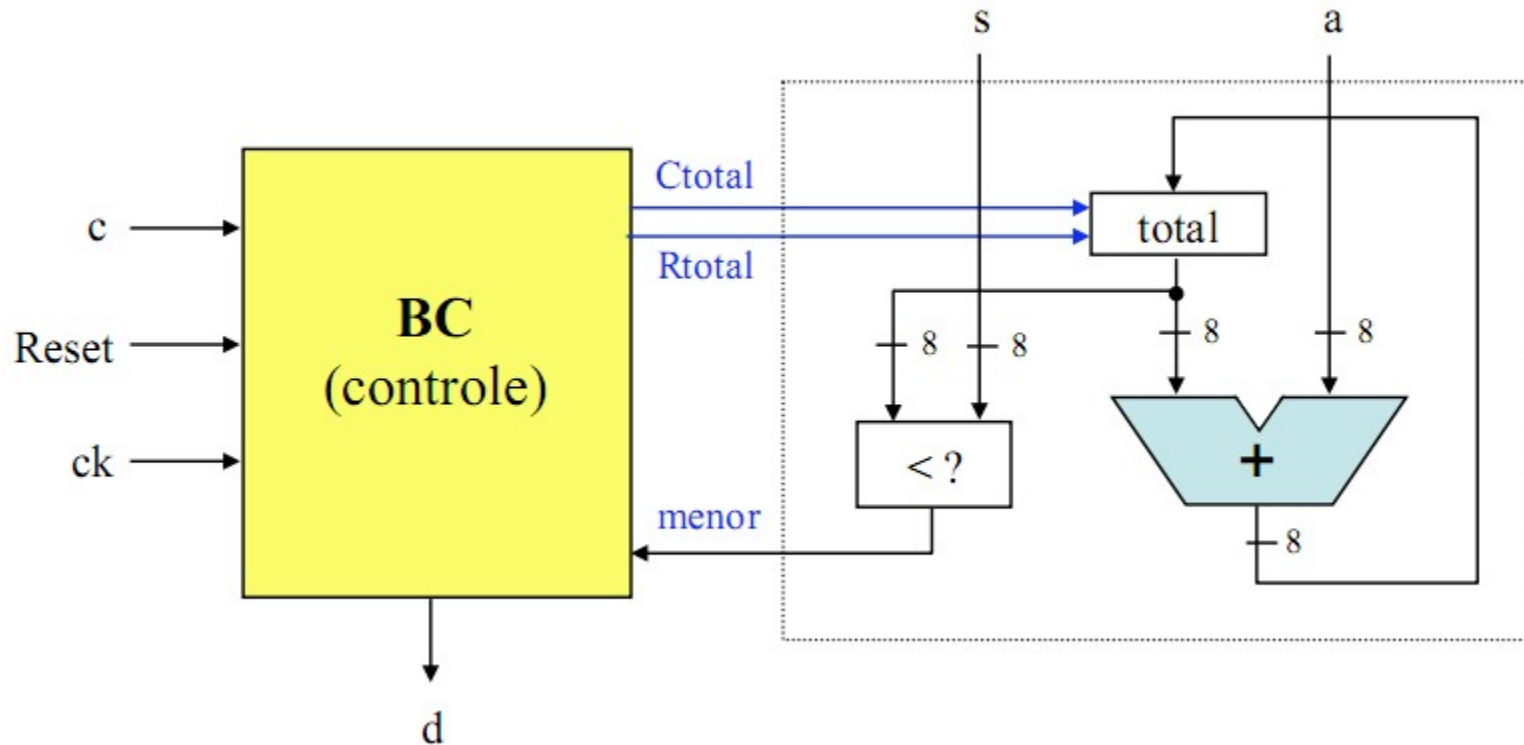 s
a
Ctotal
c
total
Rtotal
BC
(controle)
8
8
8
8
Reset
ck
< ?
+
menor
8
d